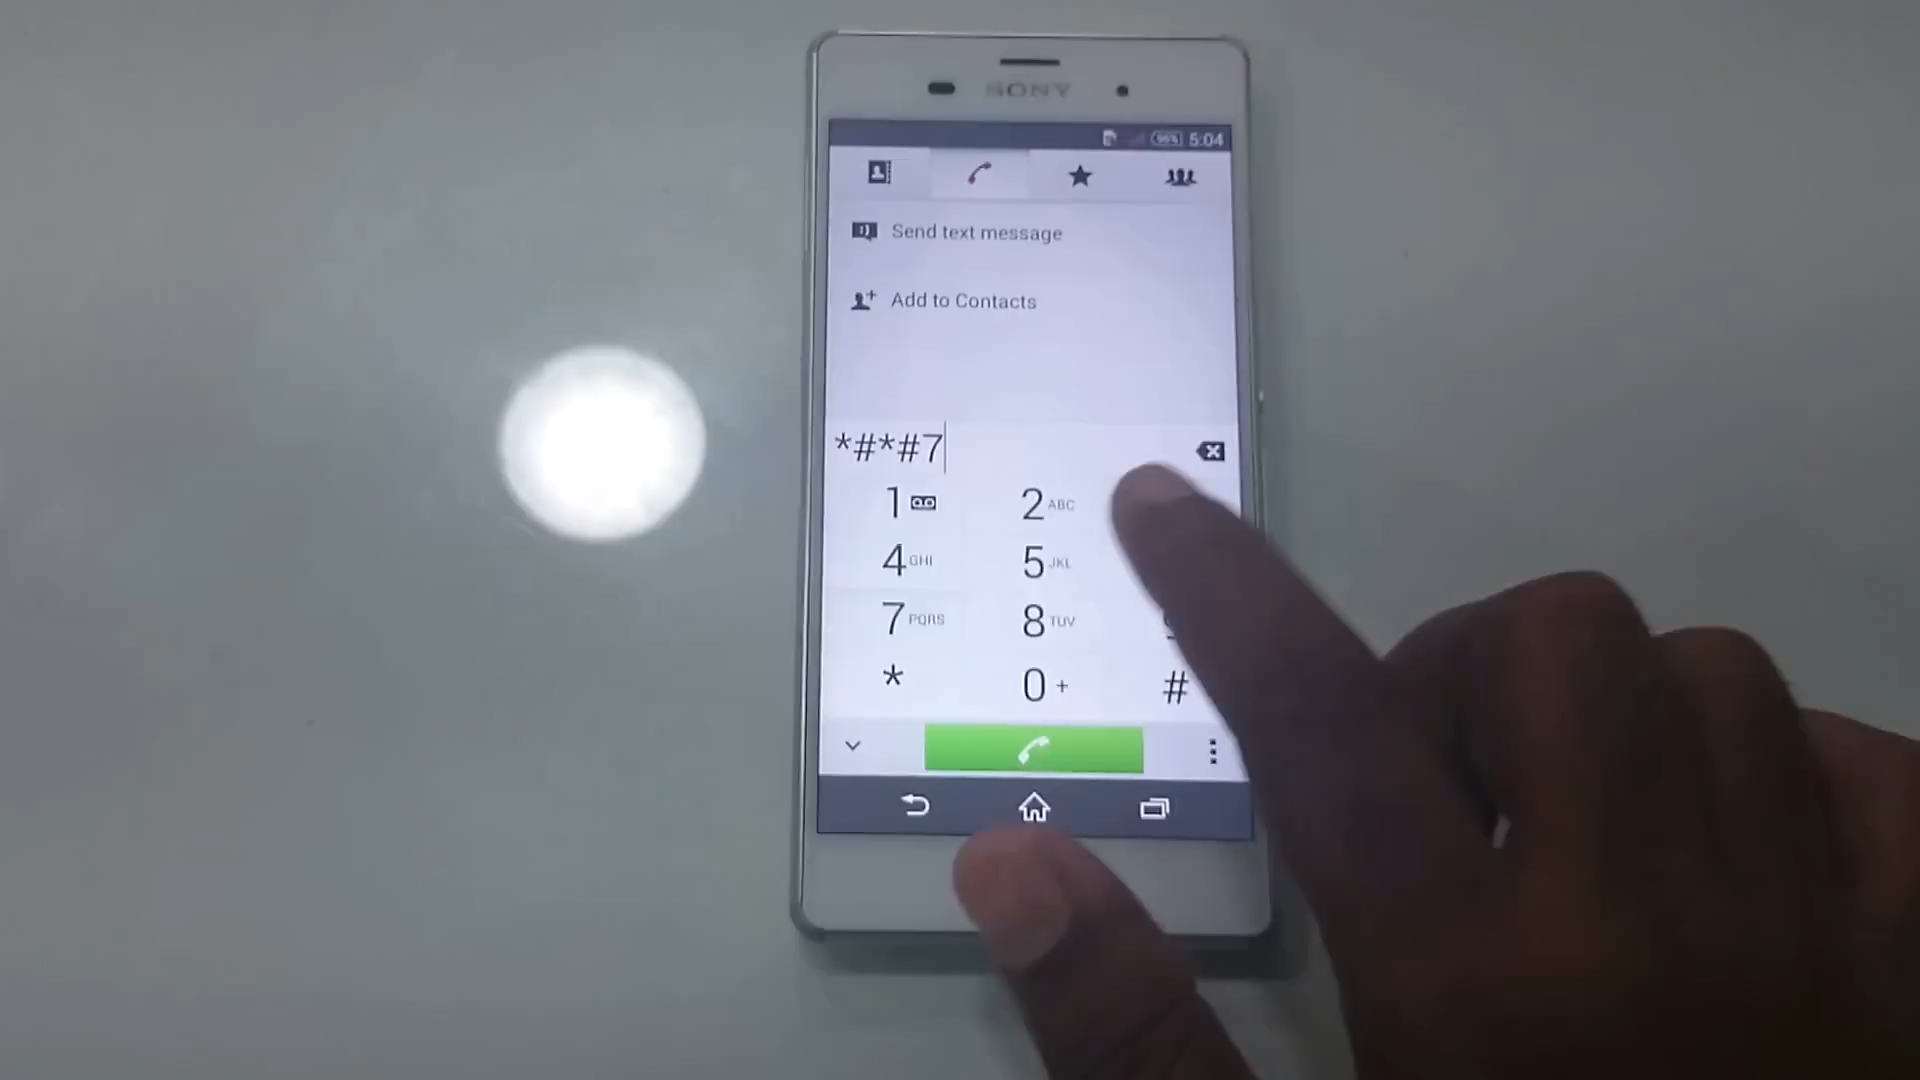 SONY
96% 5:04
Send text message
Add to Contacts
*#*#7
1 2 ABC
4 GHI 5 JKL
7 PQRS 8 TUV
* 0 + #